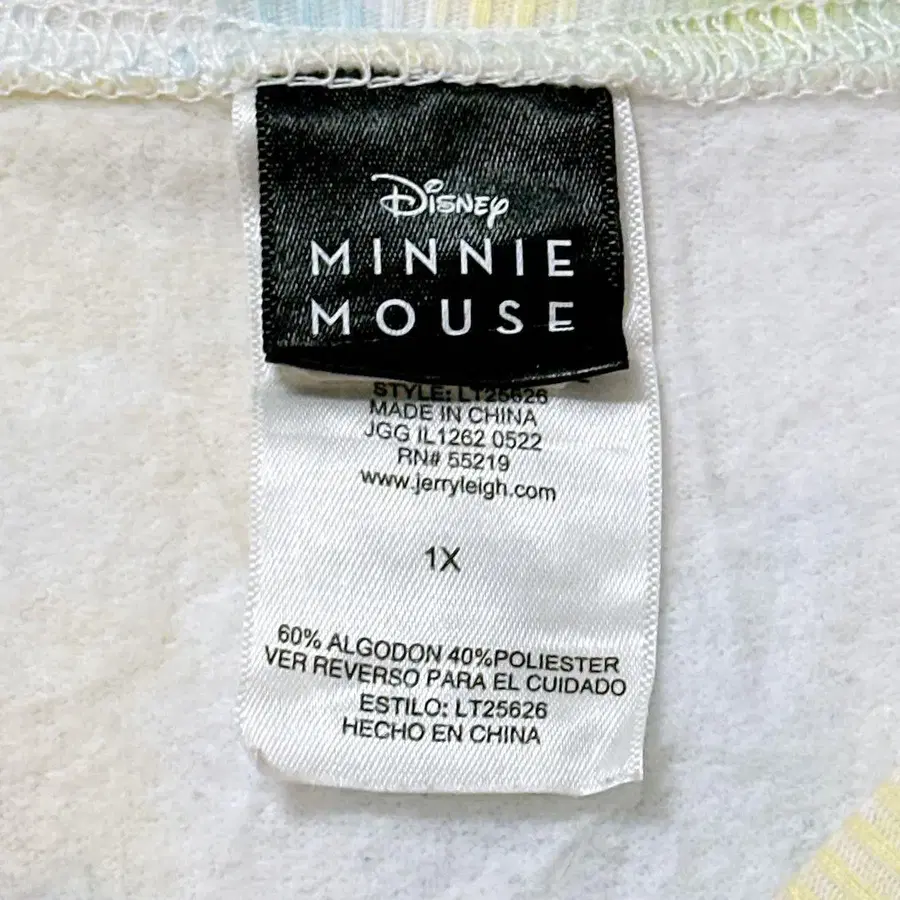 Disney
MINNIE
MOUSE
STYLE: LT25626
MADE IN CHINA
JGG IL1262 0522
RN# 55219
www.jerryleigh.com
1X
60% ALGODON 40%POLIESTER
VER REVERSO PARA EL CUIDADO
ESTILO: LT25626
HECHO EN CHINA